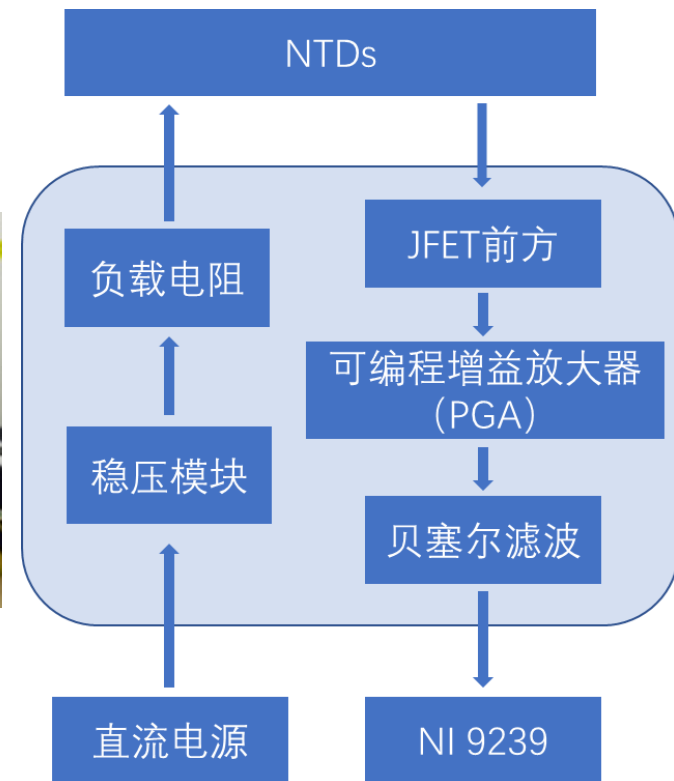 NTDs
负载电阻
JFET前方
稳压模块
可编程增益放大器
（PGA）
贝塞尔滤波
直流电源
NI 9239